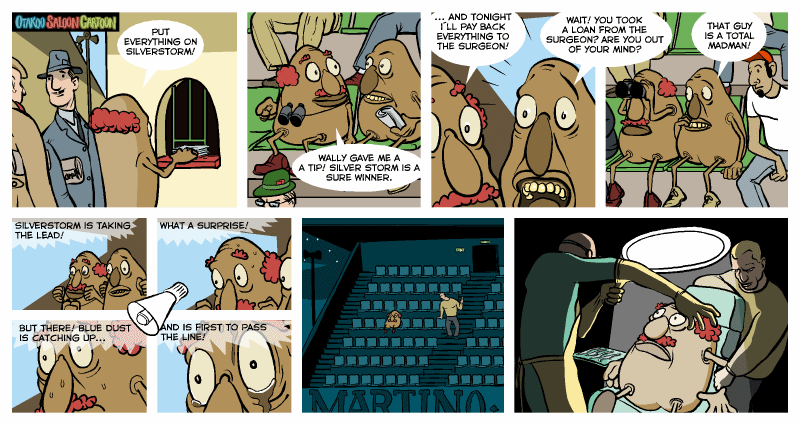 OTAKOO SALOON CARTOON
PUT
EVERYTHING ON
SILVERSTORM!
WALLY GAVE ME A
A TIP! SILVER STORM IS A
SURE WINNER.
... AND TONIGHT
I'LL PAY BACK
EVERYTHING TO
THE SURGEON!
WAIT! YOU TOOK
A LOAN FROM THE
SURGEON? ARE YOU OUT
OF YOUR MIND?
THAT GUY
IS A TOTAL
MADMAN!
SILVERSTORM IS TAKING
THE LEAD!
WHAT A SURPRISE!
BUT THERE! BLUE DUST
IS CATCHING UP...
AND IS FIRST TO PASS
THE LINE!
MARTINO.